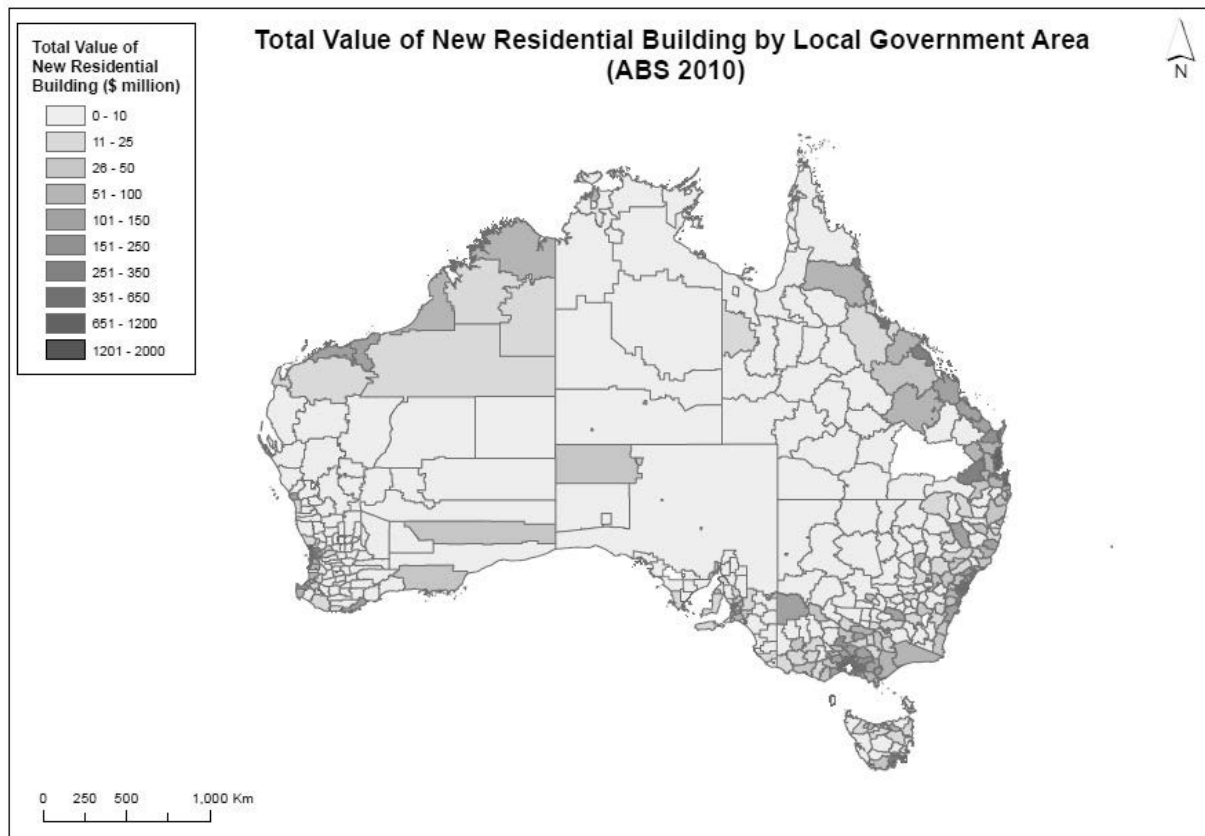 Total Value of New Residential Building by Local Government Area
(ABS 2010)
N
Total Value of
New Residential
Building ($ million)
0 - 10
11 - 25
26 - 50
51 - 100
101 - 150
151 - 250
251 - 350
351 - 650
651 - 1200
1201 - 2000
0 250 500 1,000 Km